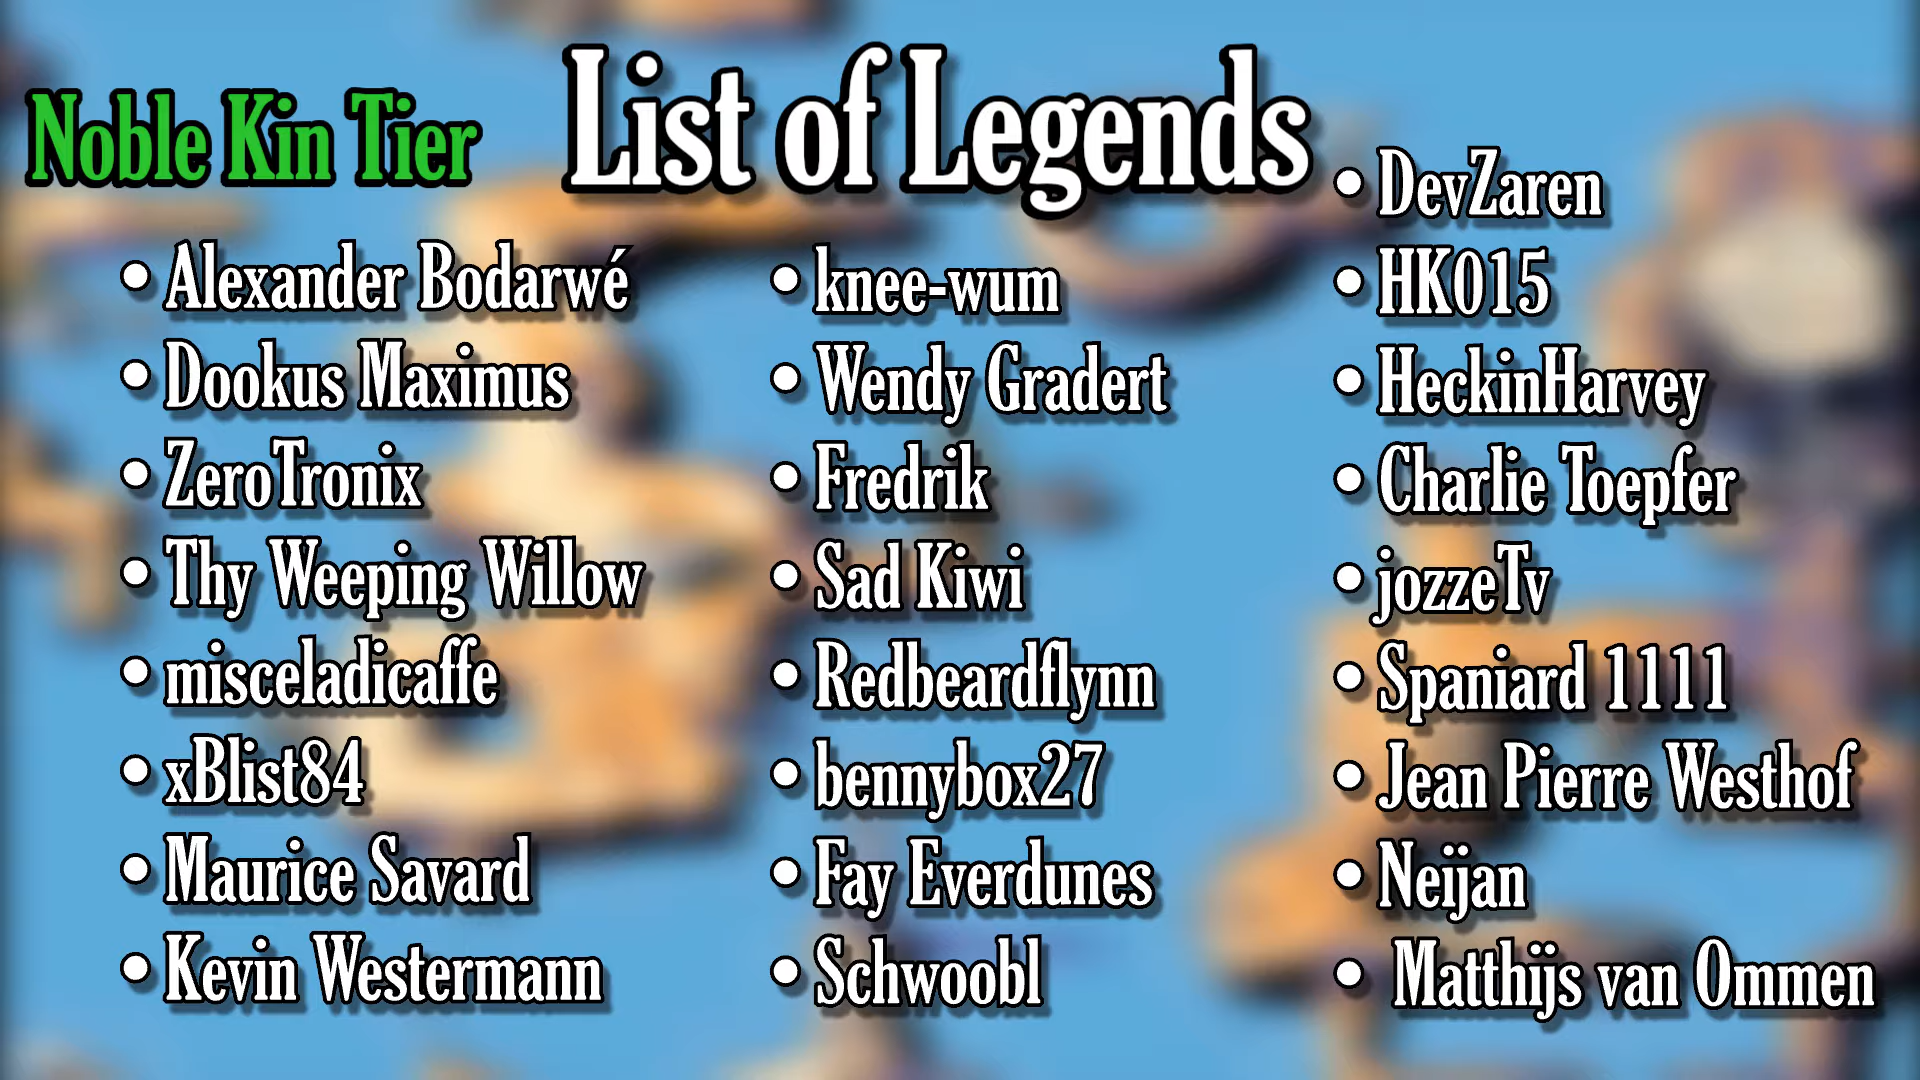 Noble Kin Tier
List of Legends
• Alexander Bodarwé
• Dookus Maximus
• ZeroTronix
• Thy Weeping Willow
• misceladicaffe
• xBlist84
• Maurice Savard
• Kevin Westermann
• knee-wum
• Wendy Gradert
• Fredrik
• Sad Kiwi
• Redbeardflynn
• bennybox27
• Fay Everdunes
• Schwoobl
• DevZaren
• HK015
• HeckinHarvey
• Charlie Toepfer
• jozzeTv
• Spaniard 1111
• Jean Pierre Westhof
• Neijan
• Matthijs van Ommen